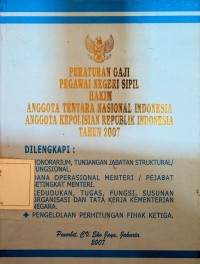 PERATURAN GAJI
PEGAWAI NEGERI SIPIL
HAKIM
ANGGOTA TENTARA NASIONAL INDONESIA
ANGGOTA KEPOLISIAN REPUBLIK INDONESIA
TAHUN 2007
DILENGKAPI :
HONORARIUM, TUNJANGAN JABATAN STRUKTURAL/
FUNGSIONAL.
DANA OPERASIONAL MENTERI / PEJABAT
SETINGKAT MENTERI.
KEDUDUKAN, TUGAS, FUNGSI, SUSUNAN
ORGANISASI DAN TATA KERJA KEMENTERIAN
NEGARA.
PENGELOLAAN PERHITUNGAN FIHAK KETIGA.
Penerbit, CV. Eko Jaya, Jakarta
2007